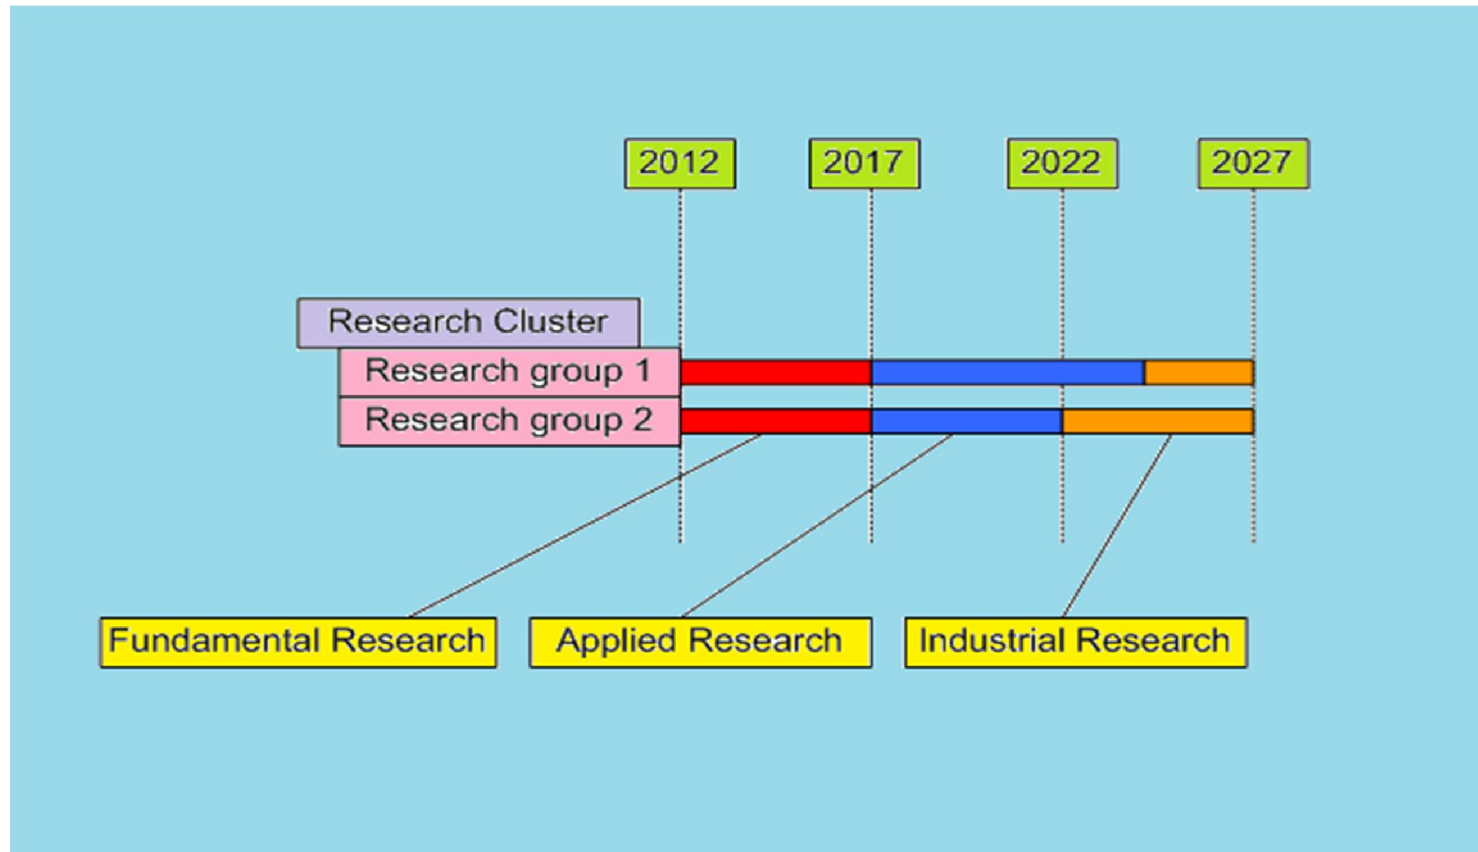 2012 2017 2022 2027
Research Cluster
Research group 1
Research group 2
Fundamental Research Applied Research Industrial Research